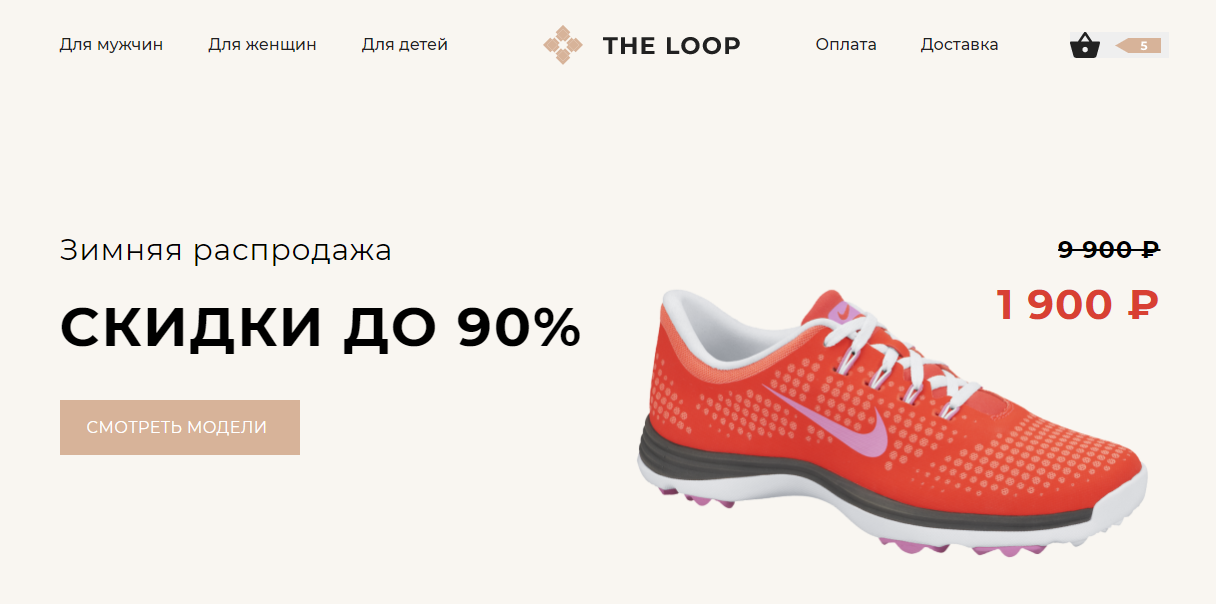 Для мужчин Для женщин Для детей THE LOOP Оплата Доставка 5
Зимняя распродажа
9 900 ₽
СКИДКИ ДО 90%
1 900 ₽
СМОТРЕТЬ МОДЕЛИ